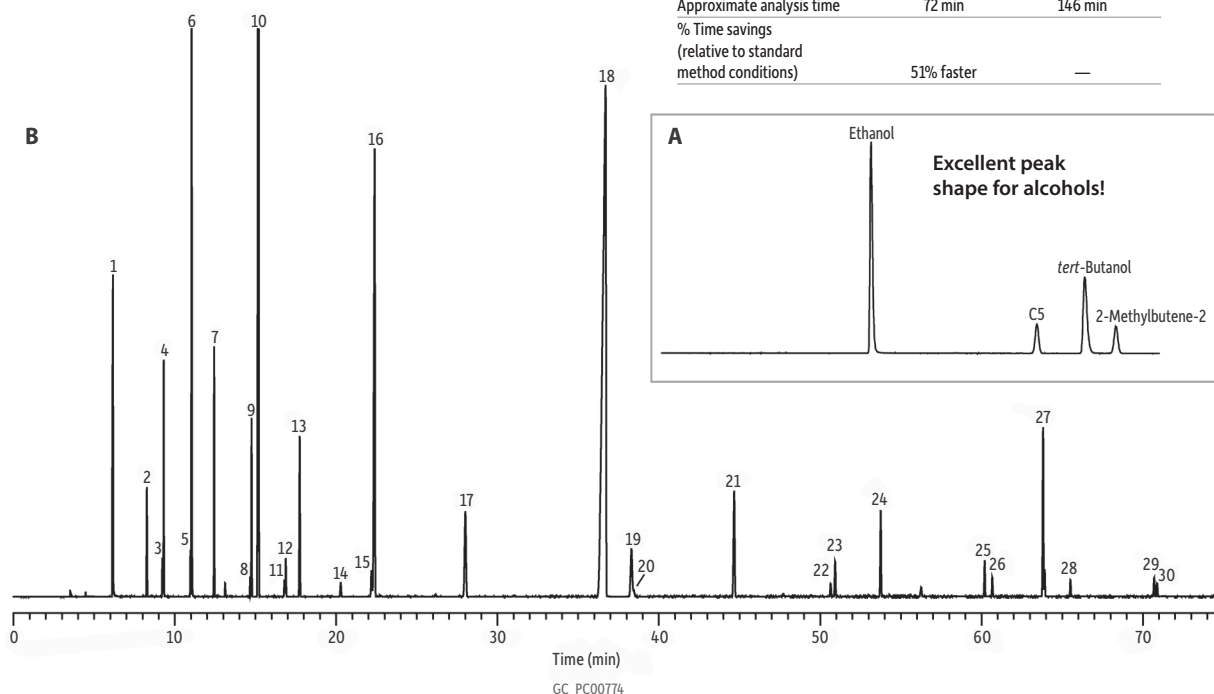 Approximate analysis time 72 min 146 min
% Time savings
(relative to standard
method conditions) 51% faster —
B
1
2
3
4
5
6
7
8
9
10
11
12
13
14
15
16
17
18
19
20
21
22
23
24
25
26
27
28
29
30
A
Ethanol
Excellent peak
shape for alcohols!
C5
tert-Butanol
2-Methylbutene-2
0 10 20 30 40 50 60 70
Time (min)
GC_PC00774